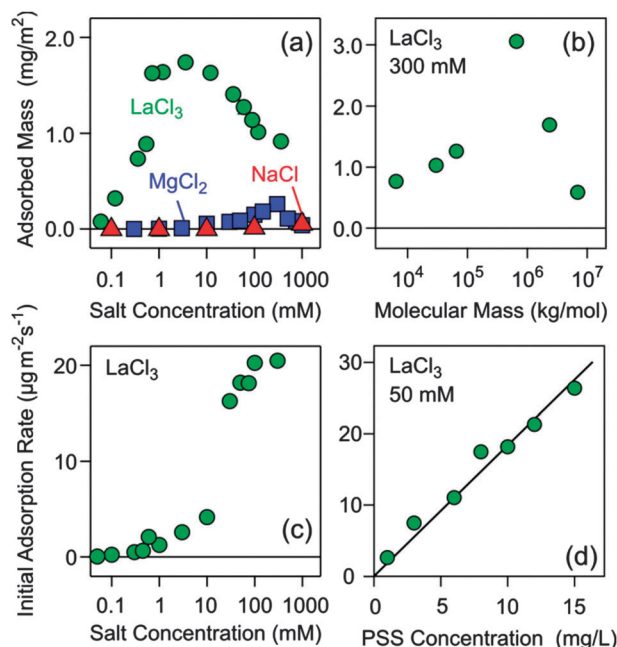 (a)
Adsorbed Mass (mg/m²)
2.0
1.0
0.0
LaCl₃
MgCl₂
NaCl
0.1 1 10 100 1000
Salt Concentration (mM)
(b)
LaCl₃
300 mM
3.0
2.0
1.0
0.0
10⁴ 10⁵ 10⁶ 10⁷
Molecular Mass (kg/mol)
(c)
LaCl₃
Initial Adsorption Rate (µg m⁻²s⁻¹)
20
10
0
0.1 1 10 100 1000
Salt Concentration (mM)
LaCl₃
50 mM
30
20
10
0
(d)
0 5 10 15
PSS Concentration (mg/L)